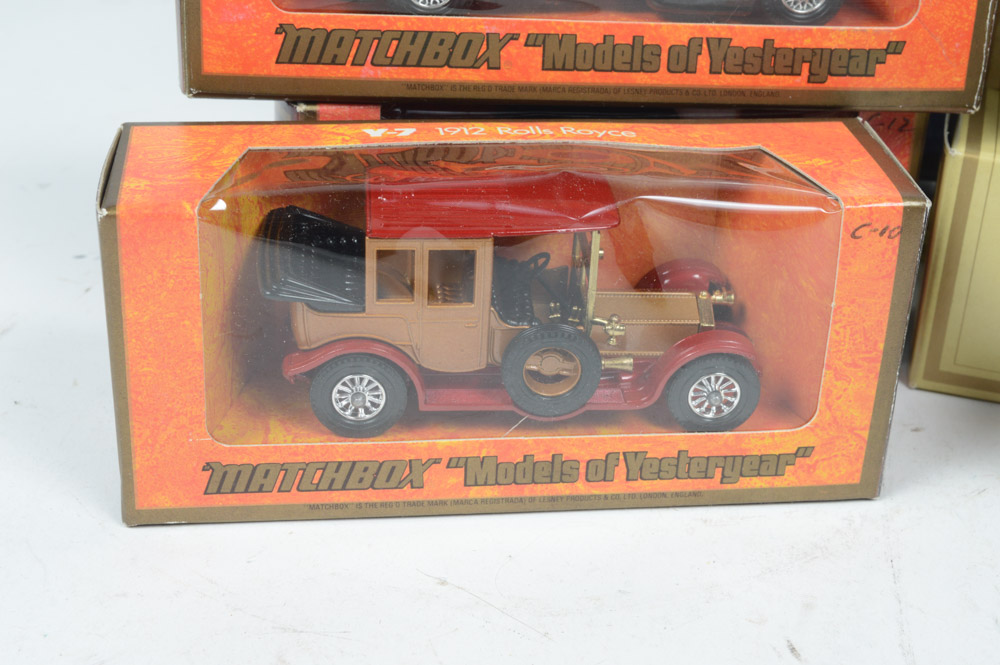 MATCHBOX "Models of Yesteryear"
"MATCHBOX" IS THE REG'D TRADE MARK (MARCA REGISTRADA) OF LESNEY PRODUCTS & CO. LTD. LONDON, ENGLAND.
C-12
Y-7 1912 Rolls Royce
C-10
MATCHBOX "Models of Yesteryear"
"MATCHBOX" IS THE REG'D TRADE MARK (MARCA REGISTRADA) OF LESNEY PRODUCTS & CO. LTD. LONDON, ENGLAND.